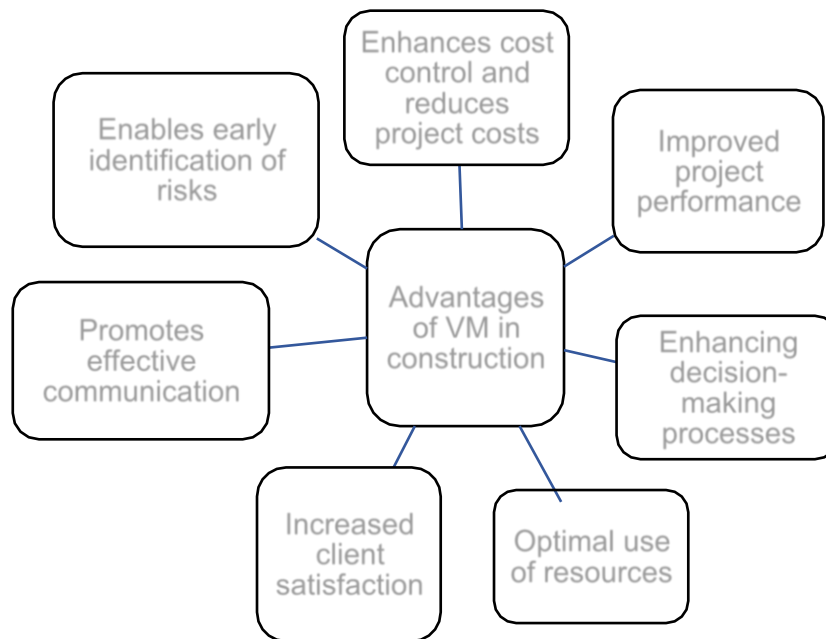 Enhances cost
control and
reduces
project costs
Enables early
identification of
risks
Improved
project
performance
Advantages
of VM in
construction
Promotes
effective
communication
Enhancing
decision-
making
processes
Increased
client
satisfaction
Optimal use
of resources